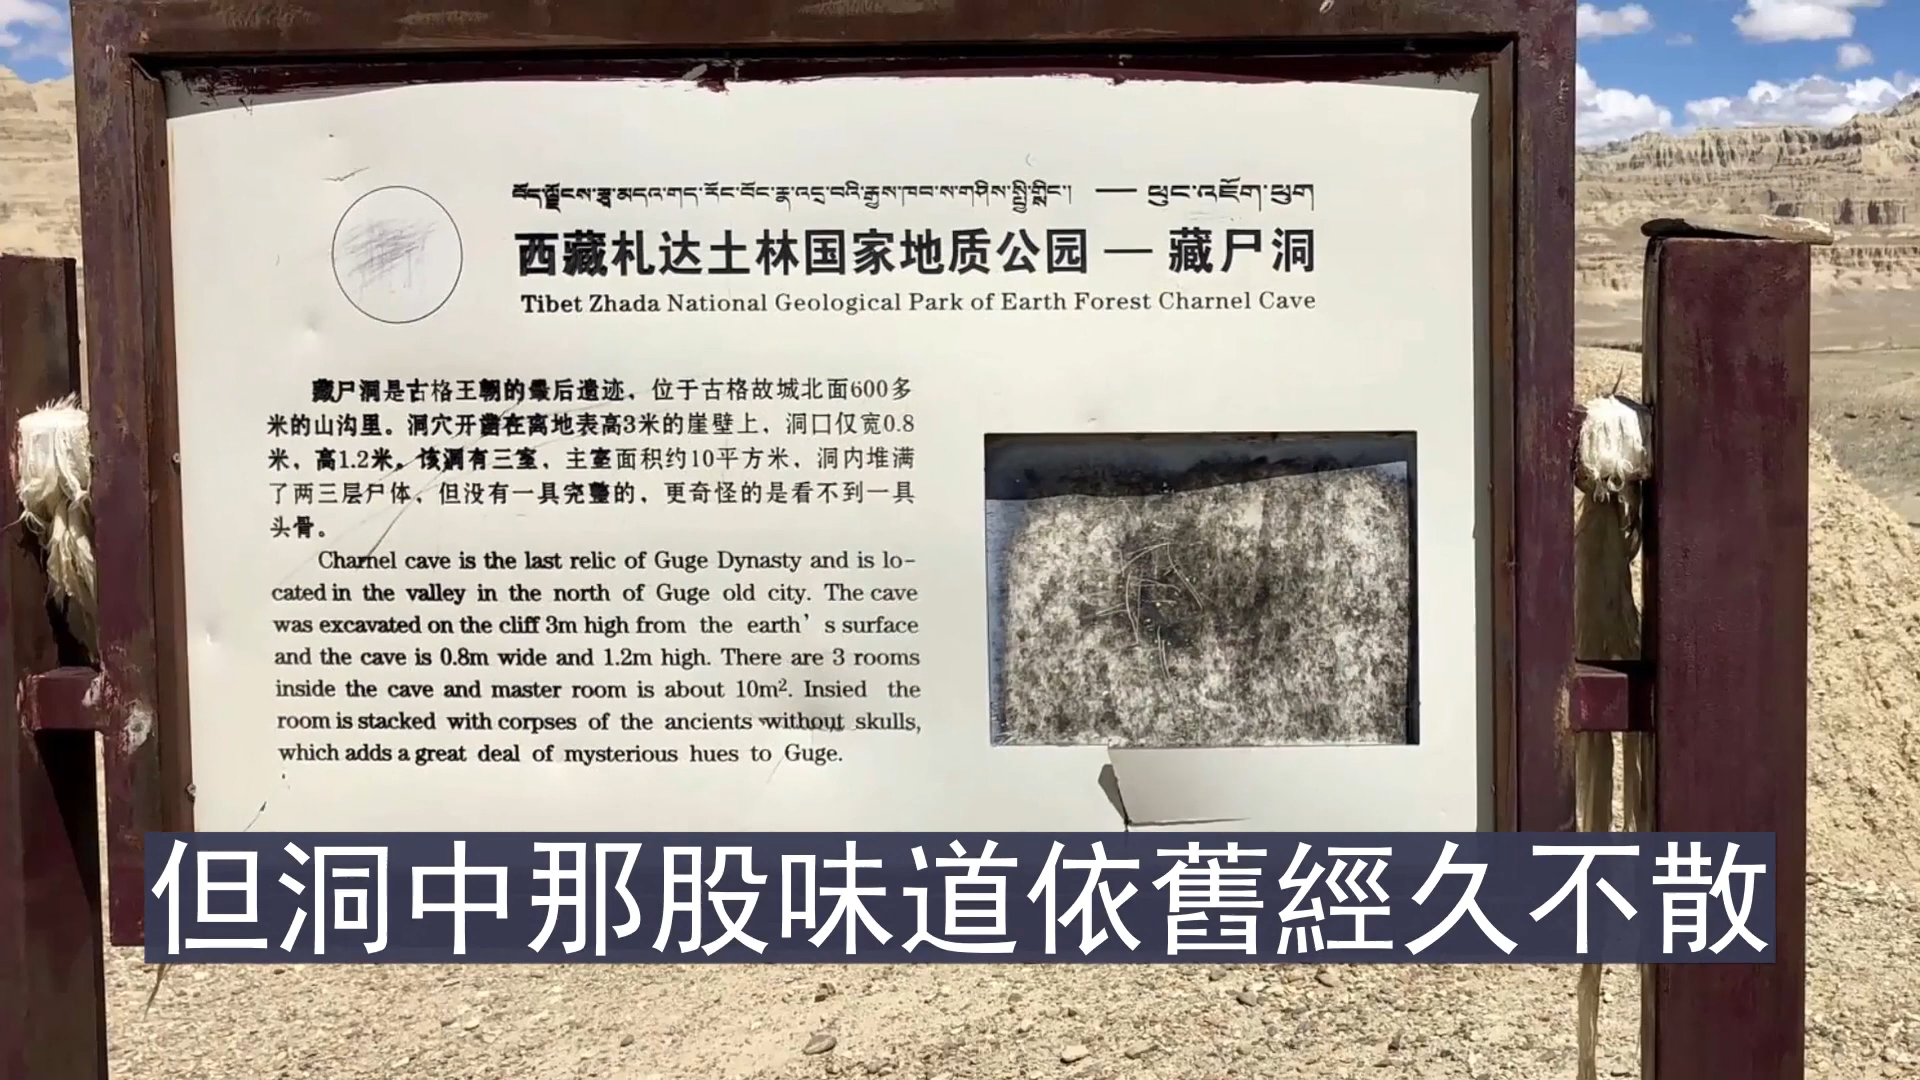 བོད་ལྗོངས་རྩྭ་མདའ་གད་རོང་བོང་རྣ་འདྲ་བའི་རྒྱས་ཁབ་ས་གཤིས་སྤྱི་གླིང་། — ཕུང་འཇོག་ཕུག
西藏札达土林国家地质公园 — 藏尸洞
Tibet Zhada National Geological Park of Earth Forest Charnel Cave
藏尸洞是古格王朝的最后遗迹，位于古格故城北面600多
米的山沟里。洞穴开凿在离地表高3米的崖壁上，洞口仅宽0.8
米，高1.2米。该洞有三室，主室面积约10平方米，洞内堆满
了两三层尸体，但没有一具完整的，更奇怪的是看不到一具
头骨。
Charnel cave is the last relic of Guge Dynasty and is lo-
cated in the valley in the north of Guge old city. The cave
was excavated on the cliff 3m high from the earth’s surface
and the cave is 0.8m wide and 1.2m high. There are 3 rooms
inside the cave and master room is about 10m². Insied the
room is stacked with corpses of the ancients without skulls,
which adds a great deal of mysterious hues to Guge.
但洞中那股味道依舊經久不散